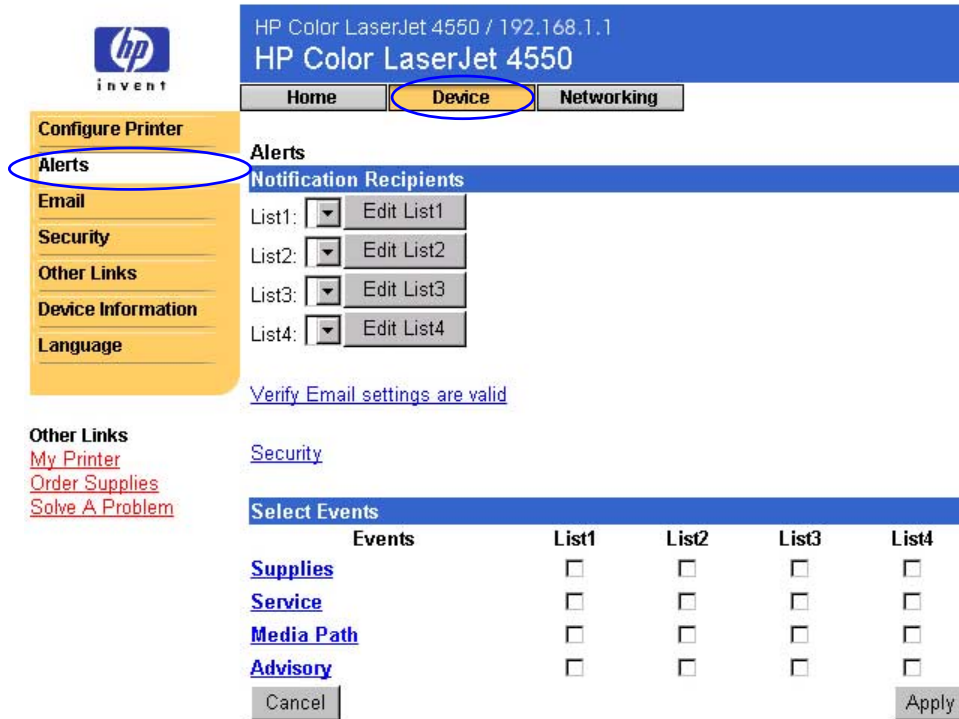 hp
invent
HP Color LaserJet 4550 / 192.168.1.1
HP Color LaserJet 4550
Home Device Networking
Configure Printer
Alerts
Email
Security
Other Links
Device Information
Language
Other Links
My Printer
Order Supplies
Solve A Problem
Alerts
Notification Recipients
List1: Edit List1
List2: Edit List2
List3: Edit List3
List4: Edit List4
Verify Email settings are valid
Security
Select Events
Events List1 List2 List3 List4
Supplies
Service
Media Path
Advisory
Cancel Apply